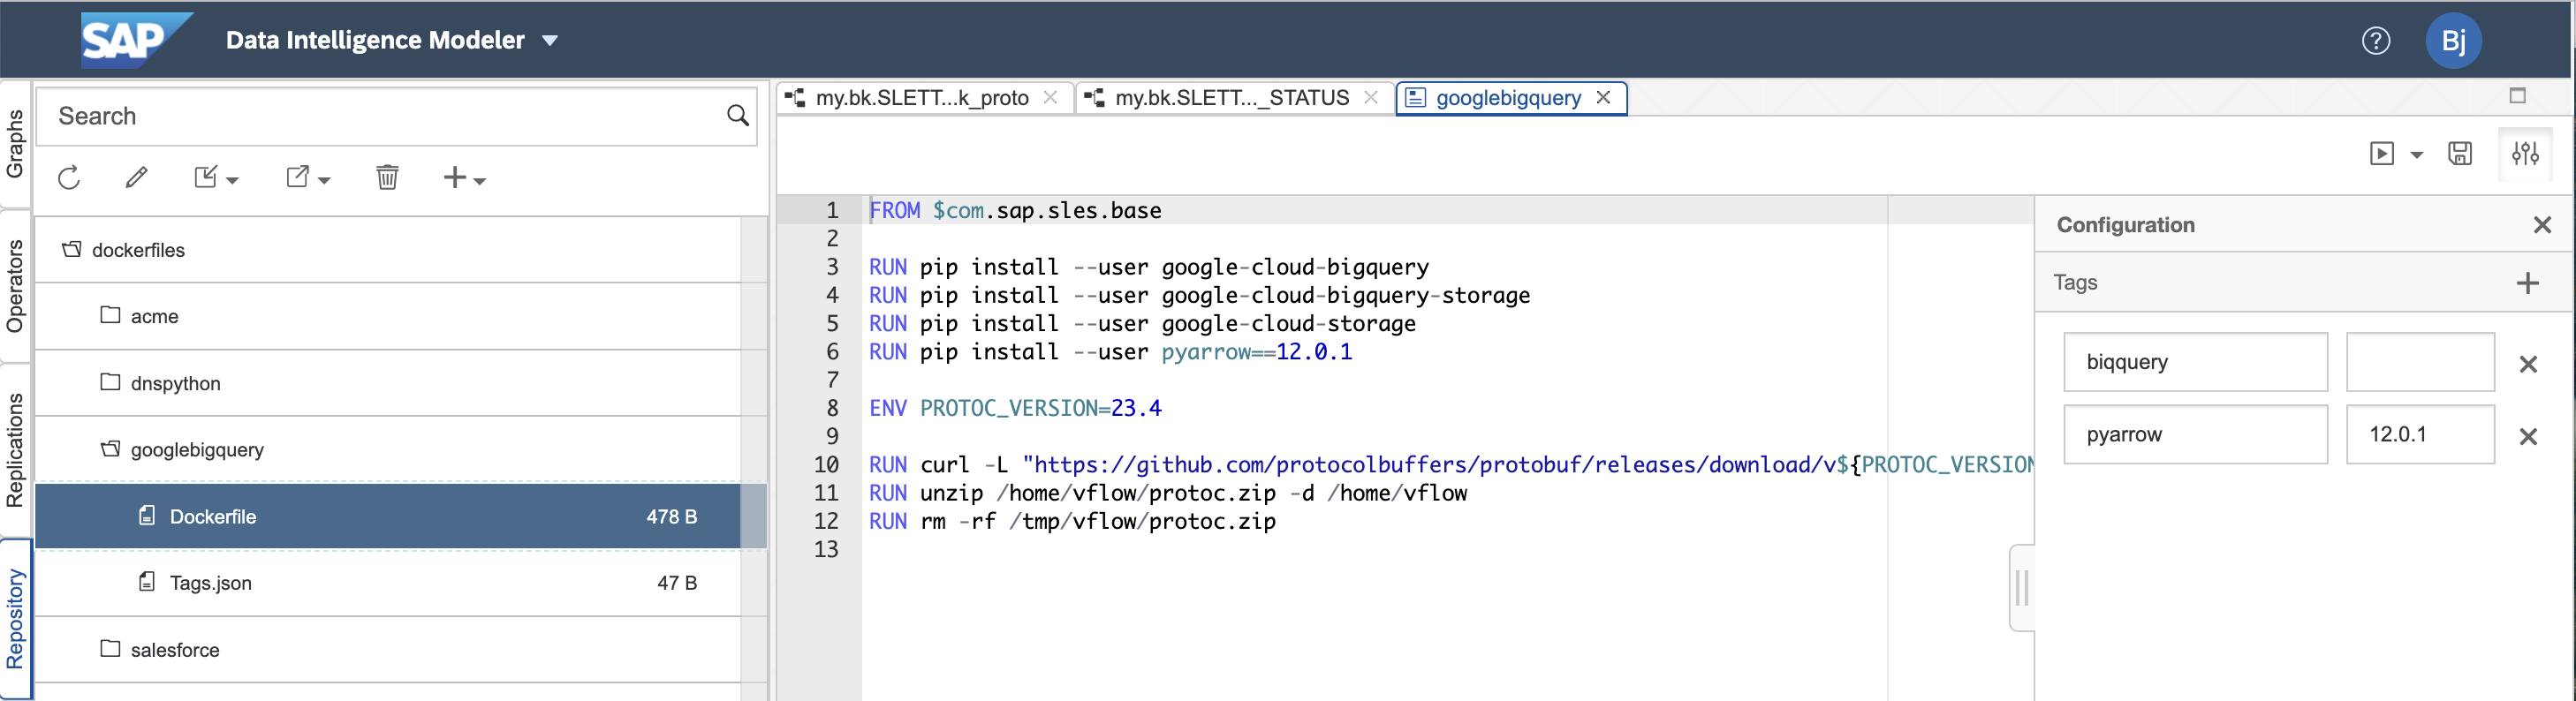 SAP Data Intelligence Modeler
? Bj
Graphs
Operators
Replications
Repository
Search
dockerfiles
acme
dnspython
googlebigquery
Dockerfile 478 B
Tags.json 47 B
salesforce
my.bk.SLETT...k_proto
my.bk.SLETT..._STATUS
googlebigquery
1 FROM $com.sap.sles.base
2
3 RUN pip install --user google-cloud-bigquery
4 RUN pip install --user google-cloud-bigquery-storage
5 RUN pip install --user google-cloud-storage
6 RUN pip install --user pyarrow==12.0.1
7
8 ENV PROTOC_VERSION=23.4
9
10 RUN curl -L "https://github.com/protocolbuffers/protobuf/releases/download/v${PROTOC_VERSION
11 RUN unzip /home/vflow/protoc.zip -d /home/vflow
12 RUN rm -rf /tmp/vflow/protoc.zip
13
Configuration
Tags
biqquery
pyarrow 12.0.1